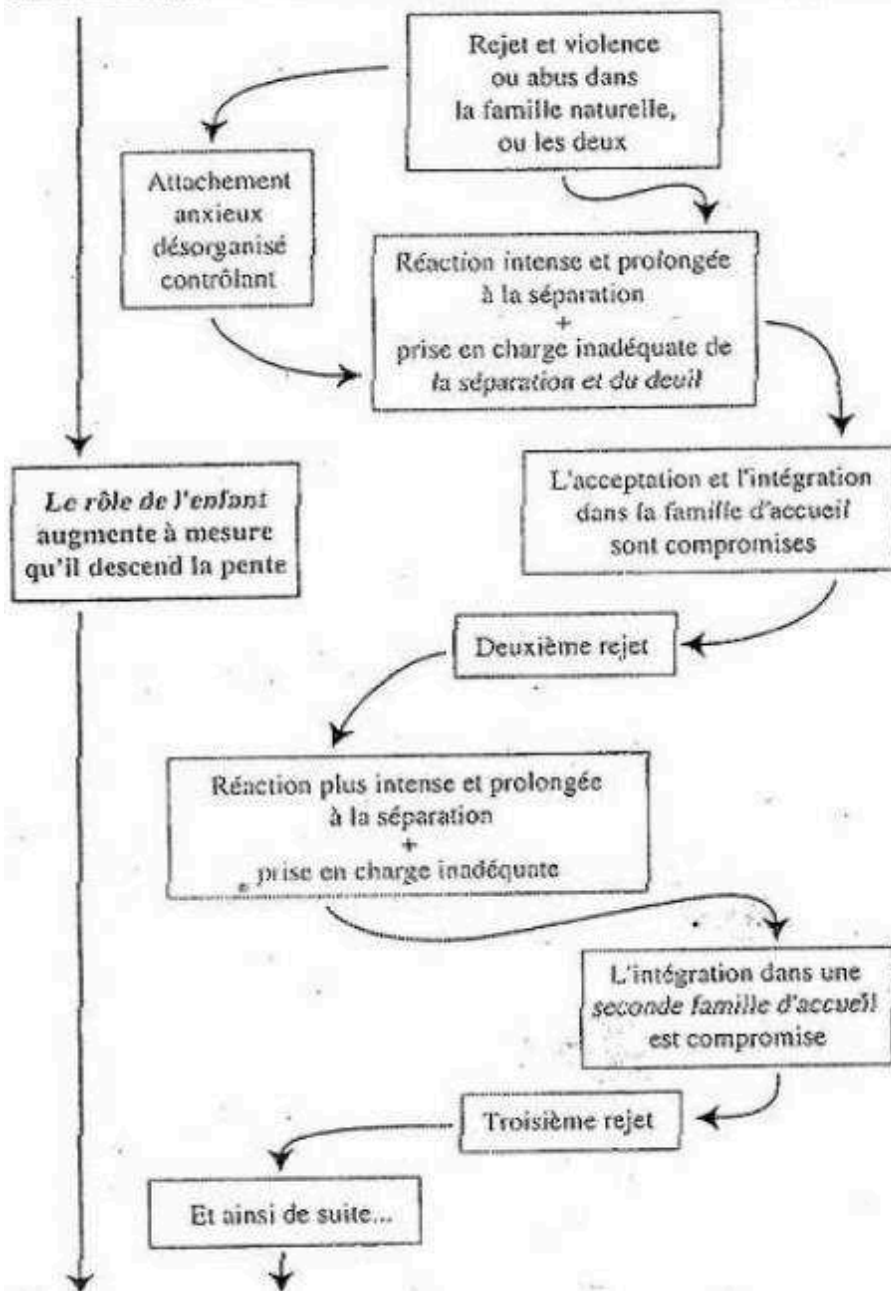 Rejet et violence
ou abus dans
la famille naturelle,
ou les deux
Attachement
anxieux
désorganisé
contrôlant
Réaction intense et prolongée
à la séparation
+
prise en charge inadéquate de
la séparation et du deuil
L'acceptation et l'intégration
dans la famille d'accueil
sont compromises
Le rôle de l'enfant
augmente à mesure
qu'il descend la pente
Deuxième rejet
Réaction plus intense et prolongée
à la séparation
+
prise en charge inadéquate
L'intégration dans une
seconde famille d'accueil
est compromise
Troisième rejet
Et ainsi de suite...